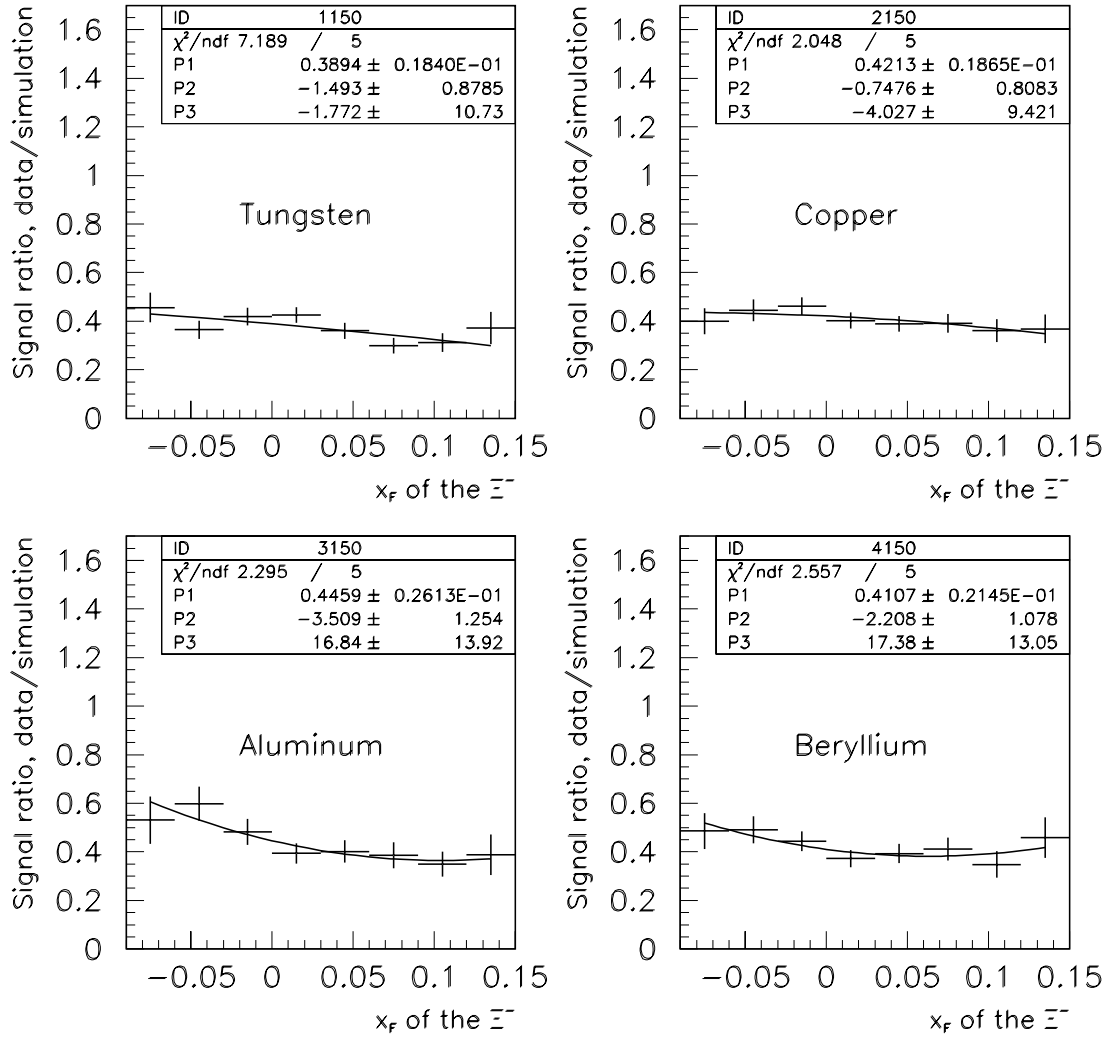 ID 1150
χ²/ndf 7.189 / 5
P1 0.3894 ± 0.1840E-01
P2 −1.493 ± 0.8785
P3 −1.772 ± 10.73
Signal ratio, data/simulation
1.6
1.4
1.2
1
0.8
0.6
0.4
0.2
0
Tungsten
−0.05 0 0.05 0.1 0.15
x_F of the Ξ⁻
ID 2150
χ²/ndf 2.048 / 5
P1 0.4213 ± 0.1865E-01
P2 −0.7476 ± 0.8083
P3 −4.027 ± 9.421
Signal ratio, data/simulation
1.6
1.4
1.2
1
0.8
0.6
0.4
0.2
0
Copper
−0.05 0 0.05 0.1 0.15
x_F of the Ξ⁻
ID 3150
χ²/ndf 2.295 / 5
P1 0.4459 ± 0.2613E-01
P2 −3.509 ± 1.254
P3 16.84 ± 13.92
Signal ratio, data/simulation
1.6
1.4
1.2
1
0.8
0.6
0.4
0.2
0
Aluminum
−0.05 0 0.05 0.1 0.15
x_F of the Ξ⁻
ID 4150
χ²/ndf 2.557 / 5
P1 0.4107 ± 0.2145E-01
P2 −2.208 ± 1.078
P3 17.38 ± 13.05
Signal ratio, data/simulation
1.6
1.4
1.2
1
0.8
0.6
0.4
0.2
0
Beryllium
−0.05 0 0.05 0.1 0.15
x_F of the Ξ⁻